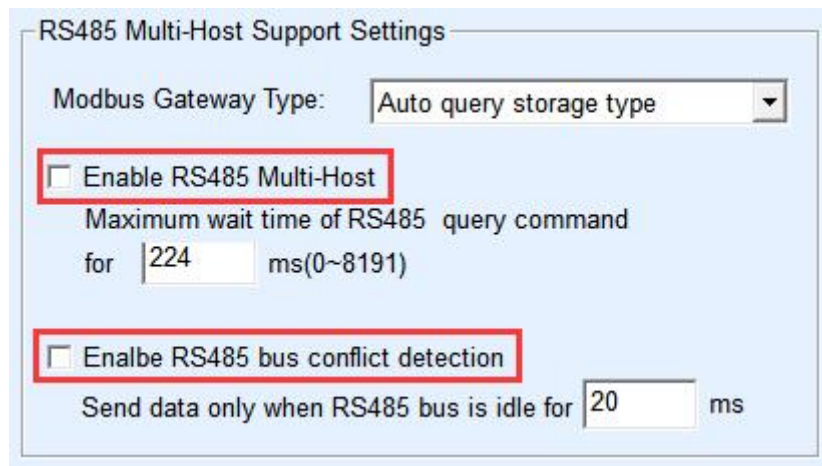 RS485 Multi-Host Support Settings
Modbus Gateway Type: Auto query storage type
Enable RS485 Multi-Host
Maximum wait time of RS485 query command
for 224 ms(0~8191)
Enalbe RS485 bus conflict detection
Send data only when RS485 bus is idle for 20 ms